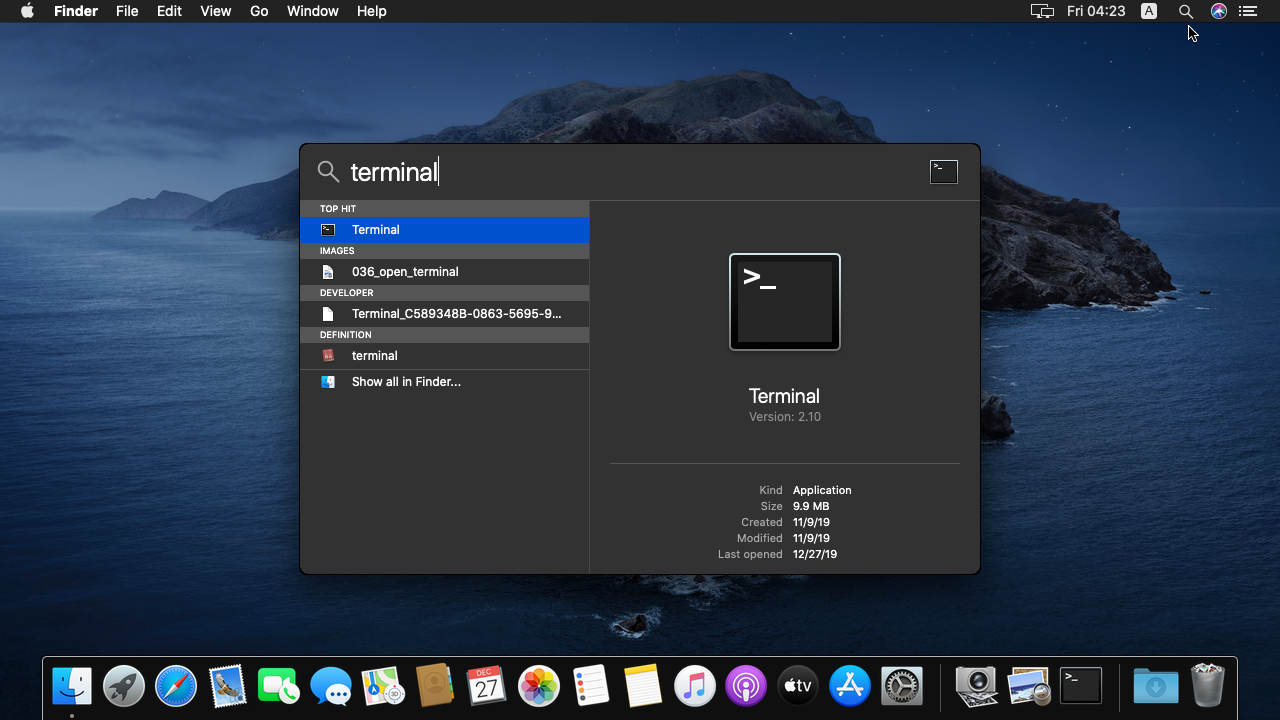 Finder File Edit View Go Window Help Fri 04:23 A
terminal
>_
TOP HIT
Terminal
IMAGES
036_open_terminal
DEVELOPER
Terminal_C589348B-0863-5695-9...
DEFINITION
terminal
Show all in Finder...
>_
Terminal
Version: 2.10
Kind Application
Size 9.9 MB
Created 11/9/19
Modified 11/9/19
Last opened 12/27/19
DEC
27
tv
>_